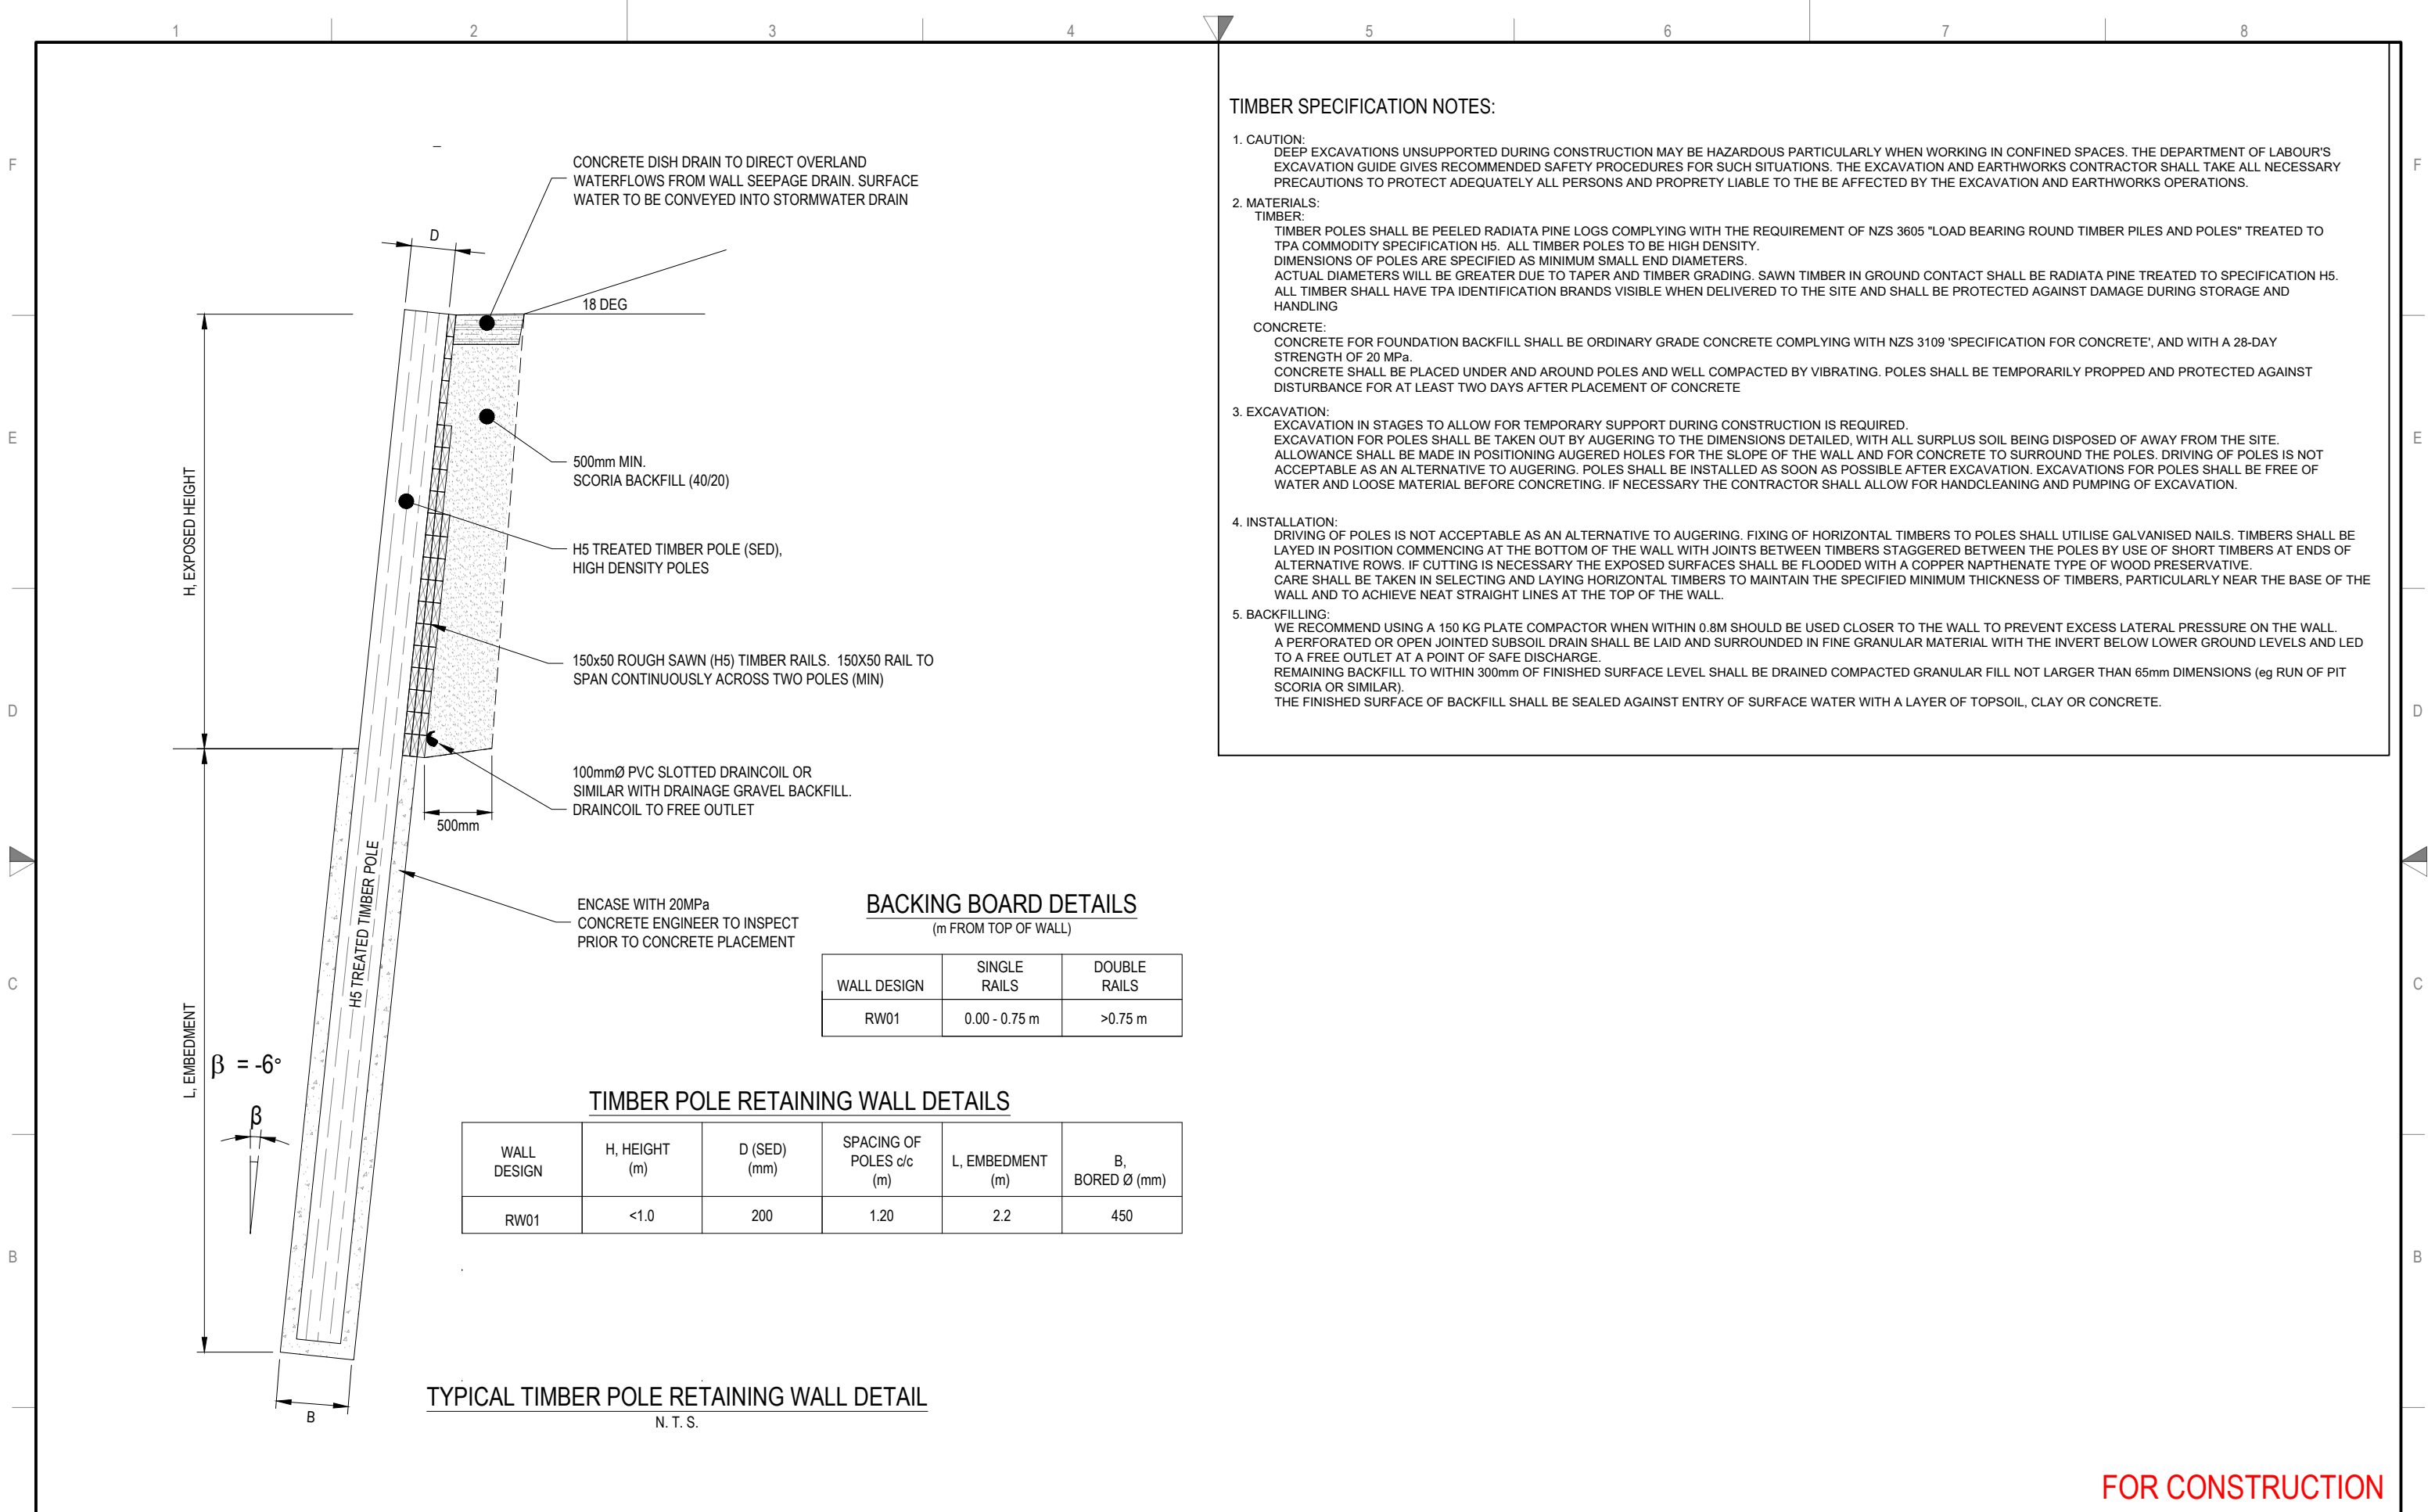 1 2 3 4 5 6 7 8
F
E
D
C
B
F
E
D
C
B
CONCRETE DISH DRAIN TO DIRECT OVERLAND
WATERFLOWS FROM WALL SEEPAGE DRAIN. SURFACE
WATER TO BE CONVEYED INTO STORMWATER DRAIN
D
18 DEG
H, EXPOSED HEIGHT
500mm MIN.
SCORIA BACKFILL (40/20)
H5 TREATED TIMBER POLE (SED),
HIGH DENSITY POLES
150x50 ROUGH SAWN (H5) TIMBER RAILS. 150X50 RAIL TO
SPAN CONTINUOUSLY ACROSS TWO POLES (MIN)
100mmØ PVC SLOTTED DRAINCOIL OR
SIMILAR WITH DRAINAGE GRAVEL BACKFILL.
DRAINCOIL TO FREE OUTLET
500mm
H5 TREATED TIMBER POLE
ENCASE WITH 20MPa
CONCRETE ENGINEER TO INSPECT
PRIOR TO CONCRETE PLACEMENT
L, EMBEDMENT
β = -6°
β
B
BACKING BOARD DETAILS
(m FROM TOP OF WALL)
WALL DESIGN SINGLE RAILS DOUBLE RAILS
RW01 0.00 - 0.75 m >0.75 m
TIMBER POLE RETAINING WALL DETAILS
WALL DESIGN H, HEIGHT (m) D (SED) (mm) SPACING OF POLES c/c (m) L, EMBEDMENT (m) B, BORED Ø (mm)
RW01 <1.0 200 1.20 2.2 450
TYPICAL TIMBER POLE RETAINING WALL DETAIL
N. T. S.
TIMBER SPECIFICATION NOTES:
1. CAUTION:
DEEP EXCAVATIONS UNSUPPORTED DURING CONSTRUCTION MAY BE HAZARDOUS PARTICULARLY WHEN WORKING IN CONFINED SPACES. THE DEPARTMENT OF LABOUR'S
EXCAVATION GUIDE GIVES RECOMMENDED SAFETY PROCEDURES FOR SUCH SITUATIONS. THE EXCAVATION AND EARTHWORKS CONTRACTOR SHALL TAKE ALL NECESSARY
PRECAUTIONS TO PROTECT ADEQUATELY ALL PERSONS AND PROPRETY LIABLE TO THE BE AFFECTED BY THE EXCAVATION AND EARTHWORKS OPERATIONS.
2. MATERIALS:
TIMBER:
TIMBER POLES SHALL BE PEELED RADIATA PINE LOGS COMPLYING WITH THE REQUIREMENT OF NZS 3605 "LOAD BEARING ROUND TIMBER PILES AND POLES" TREATED TO
TPA COMMODITY SPECIFICATION H5. ALL TIMBER POLES TO BE HIGH DENSITY.
DIMENSIONS OF POLES ARE SPECIFIED AS MINIMUM SMALL END DIAMETERS.
ACTUAL DIAMETERS WILL BE GREATER DUE TO TAPER AND TIMBER GRADING. SAWN TIMBER IN GROUND CONTACT SHALL BE RADIATA PINE TREATED TO SPECIFICATION H5.
ALL TIMBER SHALL HAVE TPA IDENTIFICATION BRANDS VISIBLE WHEN DELIVERED TO THE SITE AND SHALL BE PROTECTED AGAINST DAMAGE DURING STORAGE AND
HANDLING
CONCRETE:
CONCRETE FOR FOUNDATION BACKFILL SHALL BE ORDINARY GRADE CONCRETE COMPLYING WITH NZS 3109 'SPECIFICATION FOR CONCRETE', AND WITH A 28-DAY
STRENGTH OF 20 MPa.
CONCRETE SHALL BE PLACED UNDER AND AROUND POLES AND WELL COMPACTED BY VIBRATING. POLES SHALL BE TEMPORARILY PROPPED AND PROTECTED AGAINST
DISTURBANCE FOR AT LEAST TWO DAYS AFTER PLACEMENT OF CONCRETE
3. EXCAVATION:
EXCAVATION IN STAGES TO ALLOW FOR TEMPORARY SUPPORT DURING CONSTRUCTION IS REQUIRED.
EXCAVATION FOR POLES SHALL BE TAKEN OUT BY AUGERING TO THE DIMENSIONS DETAILED, WITH ALL SURPLUS SOIL BEING DISPOSED OF AWAY FROM THE SITE.
ALLOWANCE SHALL BE MADE IN POSITIONING AUGERED HOLES FOR THE SLOPE OF THE WALL AND FOR CONCRETE TO SURROUND THE POLES. DRIVING OF POLES IS NOT
ACCEPTABLE AS AN ALTERNATIVE TO AUGERING. POLES SHALL BE INSTALLED AS SOON AS POSSIBLE AFTER EXCAVATION. EXCAVATIONS FOR POLES SHALL BE FREE OF
WATER AND LOOSE MATERIAL BEFORE CONCRETING. IF NECESSARY THE CONTRACTOR SHALL ALLOW FOR HANDCLEANING AND PUMPING OF EXCAVATION.
4. INSTALLATION:
DRIVING OF POLES IS NOT ACCEPTABLE AS AN ALTERNATIVE TO AUGERING. FIXING OF HORIZONTAL TIMBERS TO POLES SHALL UTILISE GALVANISED NAILS. TIMBERS SHALL BE
LAYED IN POSITION COMMENCING AT THE BOTTOM OF THE WALL WITH JOINTS BETWEEN TIMBERS STAGGERED BETWEEN THE POLES BY USE OF SHORT TIMBERS AT ENDS OF
ALTERNATIVE ROWS. IF CUTTING IS NECESSARY THE EXPOSED SURFACES SHALL BE FLOODED WITH A COPPER NAPTHENATE TYPE OF WOOD PRESERVATIVE.
CARE SHALL BE TAKEN IN SELECTING AND LAYING HORIZONTAL TIMBERS TO MAINTAIN THE SPECIFIED MINIMUM THICKNESS OF TIMBERS, PARTICULARLY NEAR THE BASE OF THE
WALL AND TO ACHIEVE NEAT STRAIGHT LINES AT THE TOP OF THE WALL.
5. BACKFILLING:
WE RECOMMEND USING A 150 KG PLATE COMPACTOR WHEN WITHIN 0.8M SHOULD BE USED CLOSER TO THE WALL TO PREVENT EXCESS LATERAL PRESSURE ON THE WALL.
A PERFORATED OR OPEN JOINTED SUBSOIL DRAIN SHALL BE LAID AND SURROUNDED IN FINE GRANULAR MATERIAL WITH THE INVERT BELOW LOWER GROUND LEVELS AND LED
TO A FREE OUTLET AT A POINT OF SAFE DISCHARGE.
REMAINING BACKFILL TO WITHIN 300mm OF FINISHED SURFACE LEVEL SHALL BE DRAINED COMPACTED GRANULAR FILL NOT LARGER THAN 65mm DIMENSIONS (eg RUN OF PIT
SCORIA OR SIMILAR).
THE FINISHED SURFACE OF BACKFILL SHALL BE SEALED AGAINST ENTRY OF SURFACE WATER WITH A LAYER OF TOPSOIL, CLAY OR CONCRETE.
FOR CONSTRUCTION